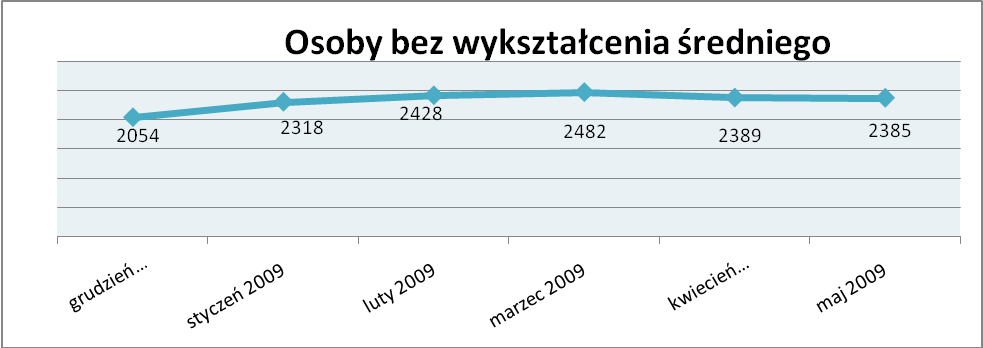 Osoby bez wykształcenia średniego
2054
2318
2428
2482
2389
2385
grudzień...
styczeń 2009
luty 2009
marzec 2009
kwiecień...
maj 2009